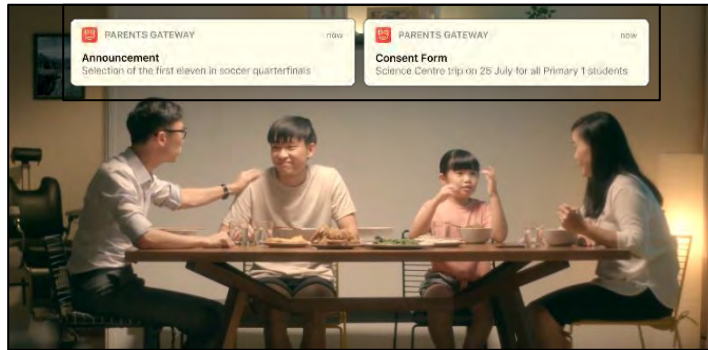 PARENTS GATEWAY now
Announcement
Selection of the first eleven in soccer quarterfinals
PARENTS GATEWAY now
Consent Form
Science Centre trip on 25 July for all Primary 1 students